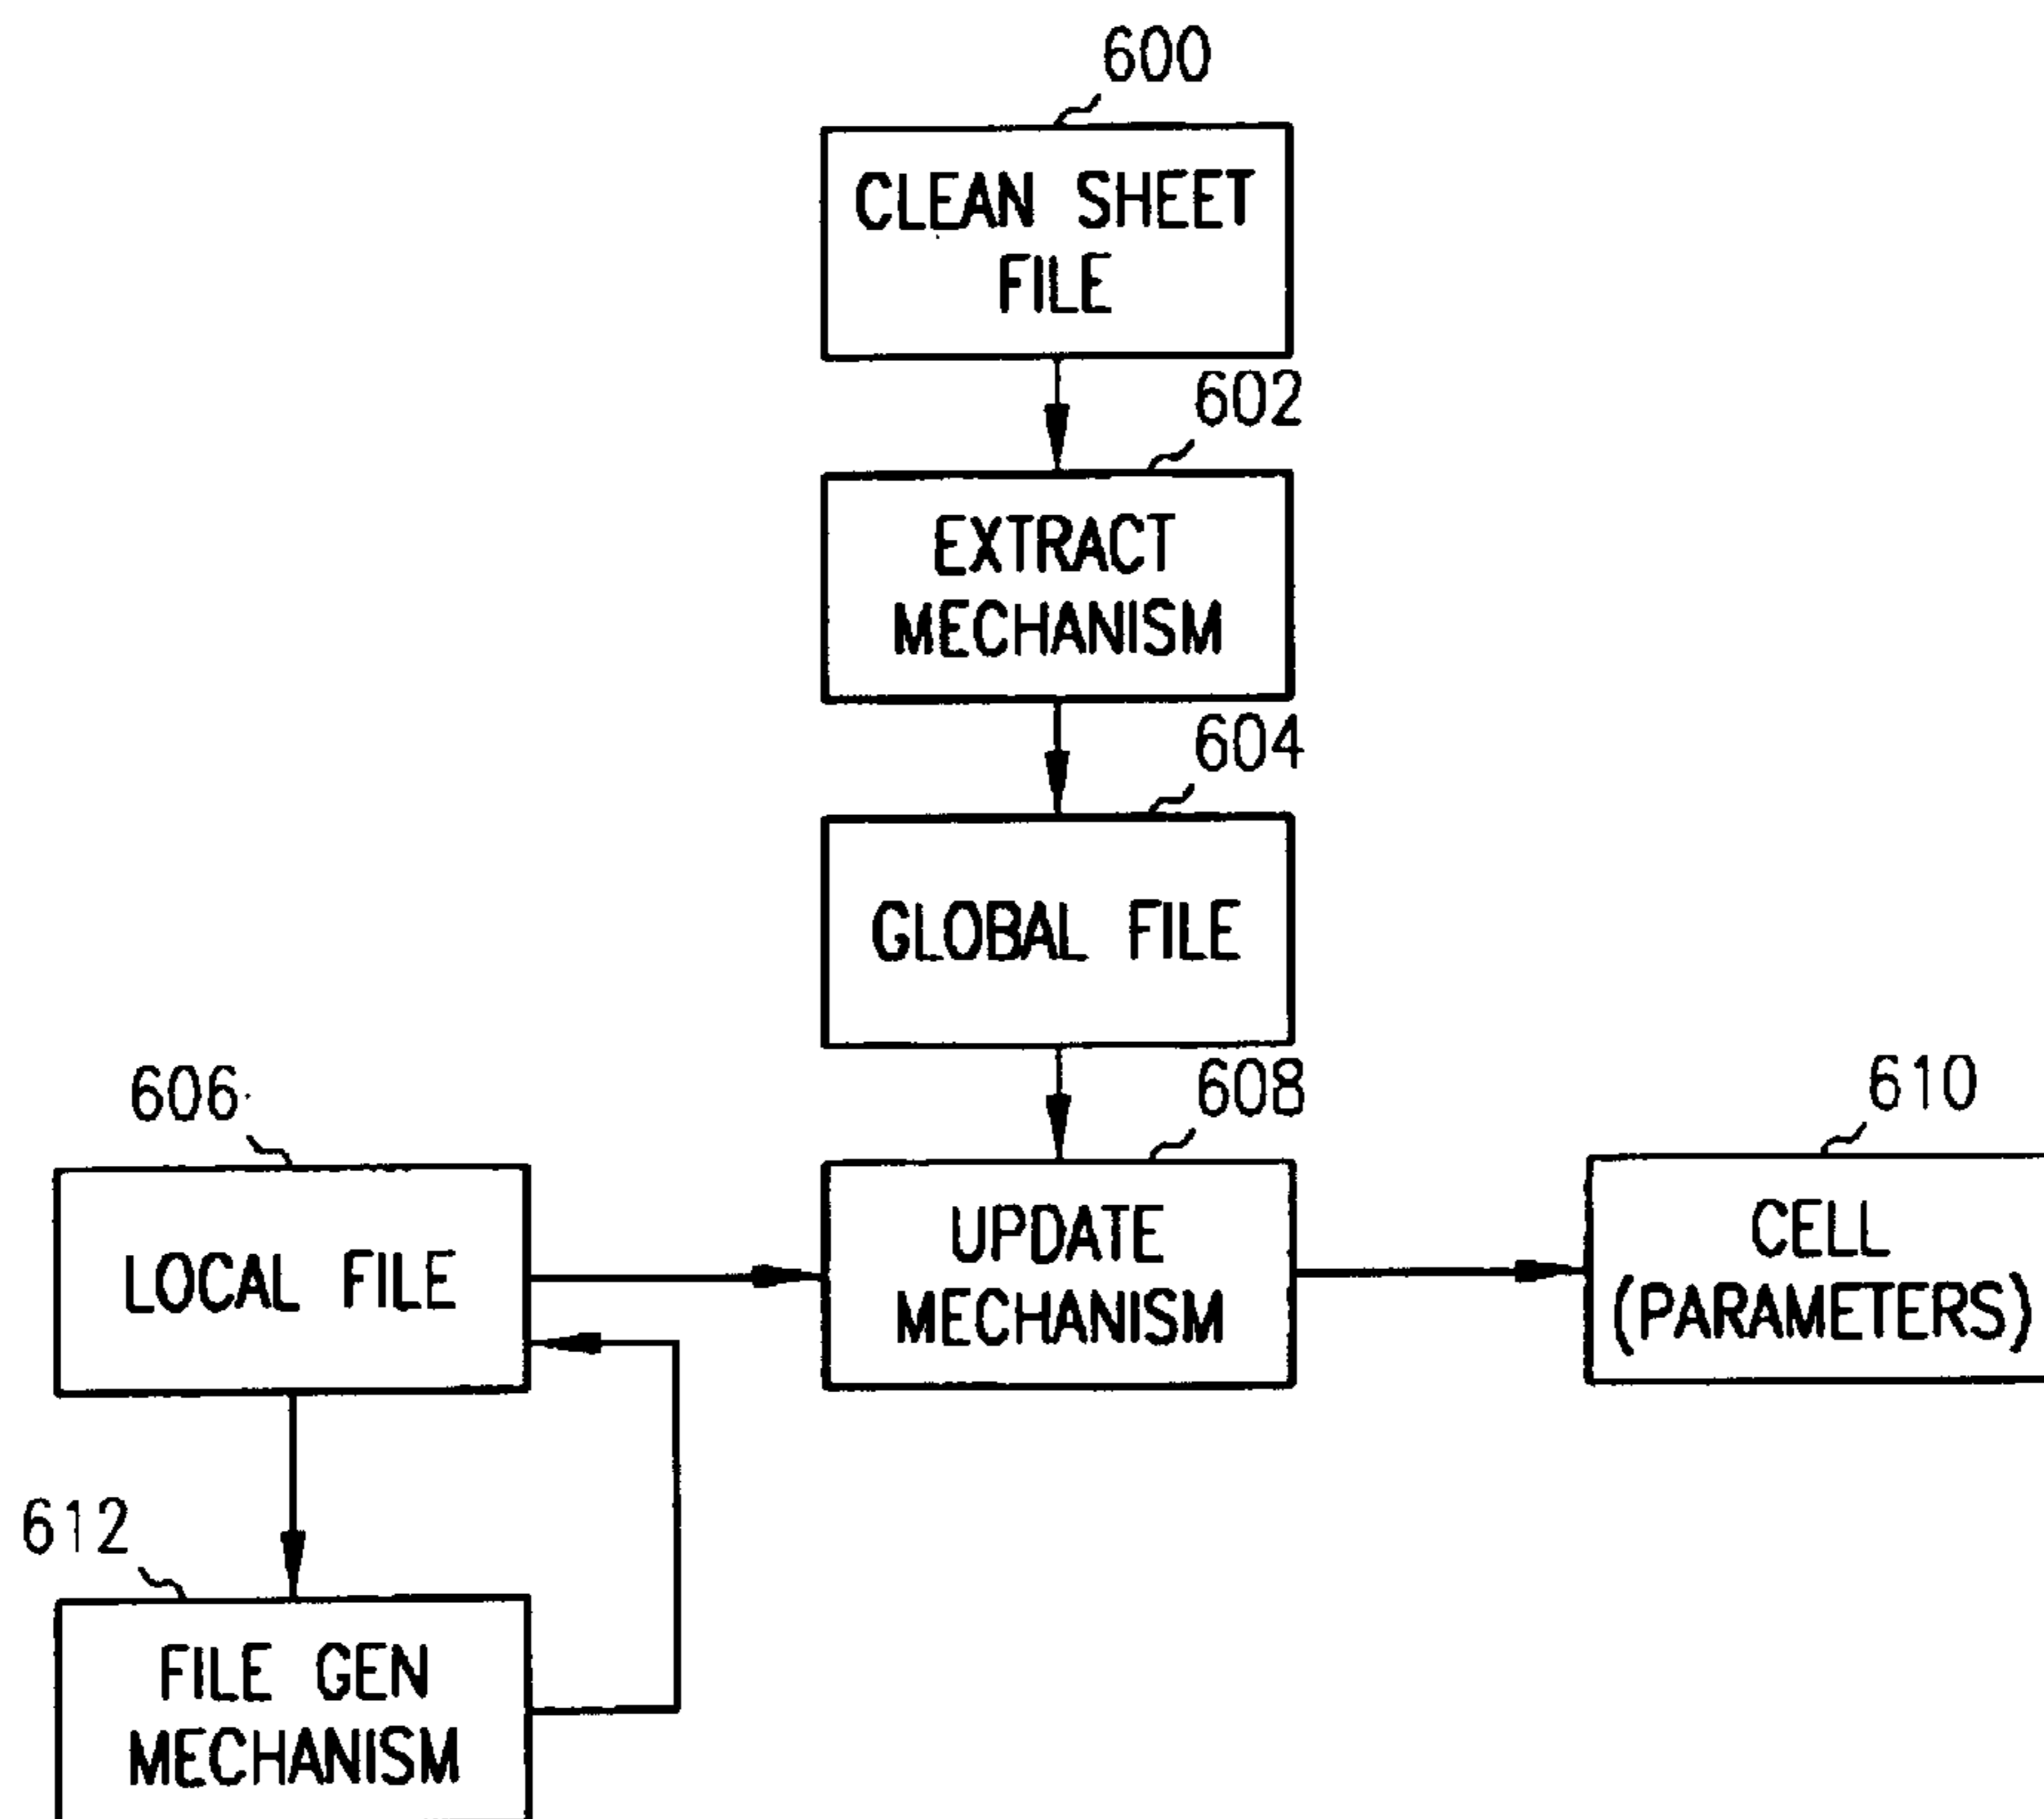 600
CLEAN SHEET
FILE
602
EXTRACT
MECHANISM
604
GLOBAL FILE
606
608
610
LOCAL FILE
UPDATE
MECHANISM
CELL
(PARAMETERS)
612
FILE GEN
MECHANISM